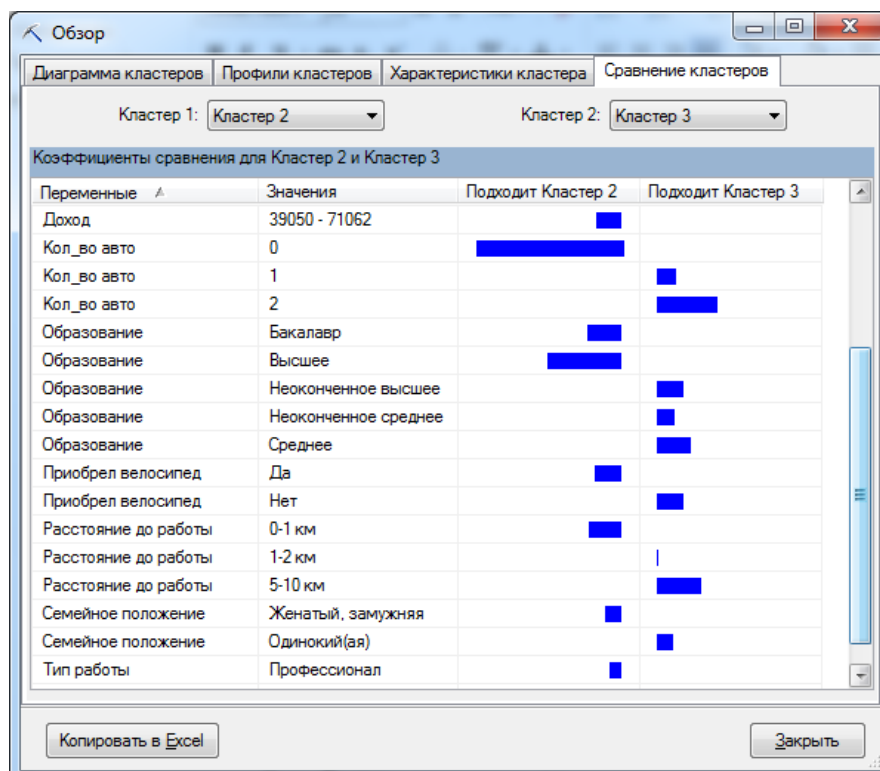 Обзор
Диаграмма кластеров Профили кластеров Характеристики кластера Сравнение кластеров
Кластер 1: Кластер 2 Кластер 2: Кластер 3
Коэффициенты сравнения для Кластер 2 и Кластер 3
Переменные Значения Подходит Кластер 2 Подходит Кластер 3
Доход 39050 - 71062
Кол_во авто 0
Кол_во авто 1
Кол_во авто 2
Образование Бакалавр
Образование Высшее
Образование Неоконченное высшее
Образование Неоконченное среднее
Образование Среднее
Приобрел велосипед Да
Приобрел велосипед Нет
Расстояние до работы 0-1 км
Расстояние до работы 1-2 км
Расстояние до работы 5-10 км
Семейное положение Женатый, замужняя
Семейное положение Одинокий(ая)
Тип работы Профессионал
Копировать в Excel Закрыть